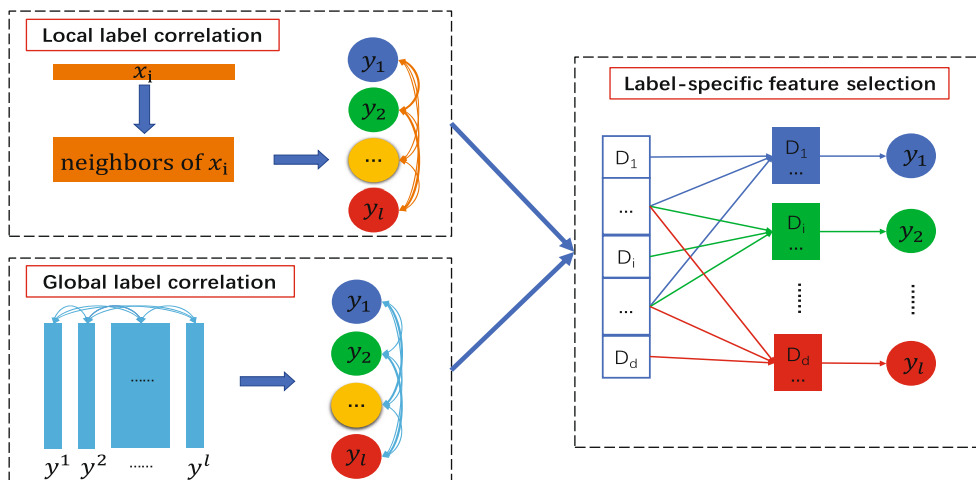 Local label correlation
x_i
neighbors of x_i
y_1
y_2
...
y_l
Global label correlation
......
y^1 y^2 ...... y^l
y_1
y_2
...
y_l
Label-specific feature selection
D_1
...
D_i
...
D_d
D_1
...
D_i
...
......
D_d
...
y_1
y_2
......
y_l